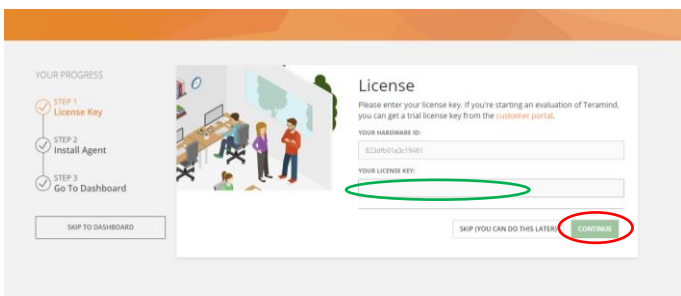 YOUR PROGRESS
STEP 1
License Key
STEP 2
Install Agent
STEP 3
Go To Dashboard
SKIP TO DASHBOARD
License
Please enter your license key. If you're starting an evaluation of Teramind,
you can get a trial license key from the customer portal.
YOUR HARDWARE ID:
823dfb01a3c19461
YOUR LICENSE KEY:
SKIP (YOU CAN DO THIS LATER)
CONTINUE